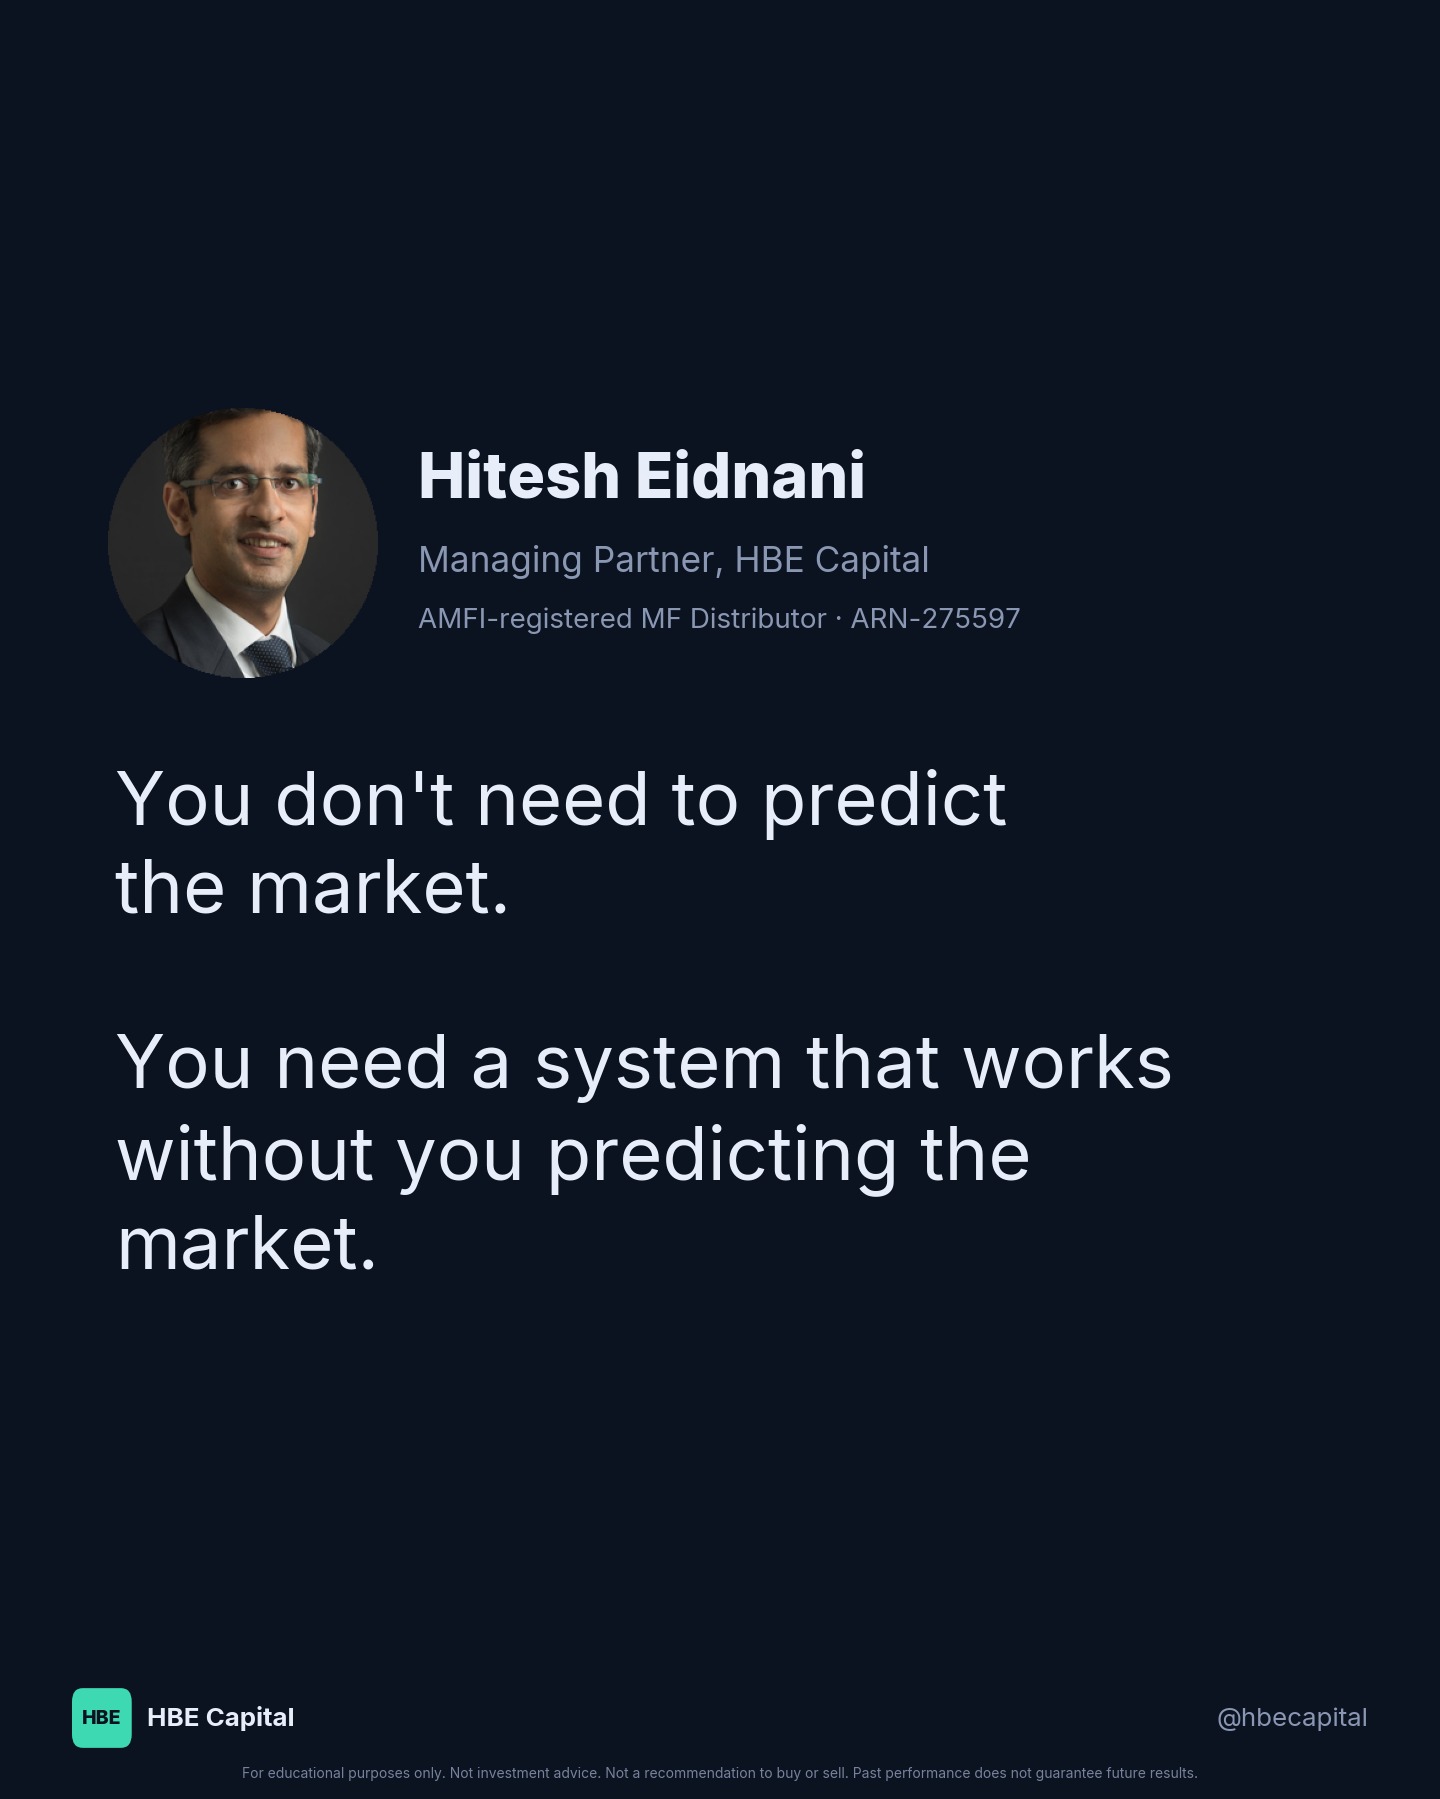 Hitesh Eidnani
Managing Partner, HBE Capital
AMFI-registered MF Distributor · ARN-275597
You don't need to predict
the market.
You need a system that works
without you predicting the
market.
HBE
HBE Capital
@hbecapital
For educational purposes only. Not investment advice. Not a recommendation to buy or sell. Past performance does not guarantee future results.